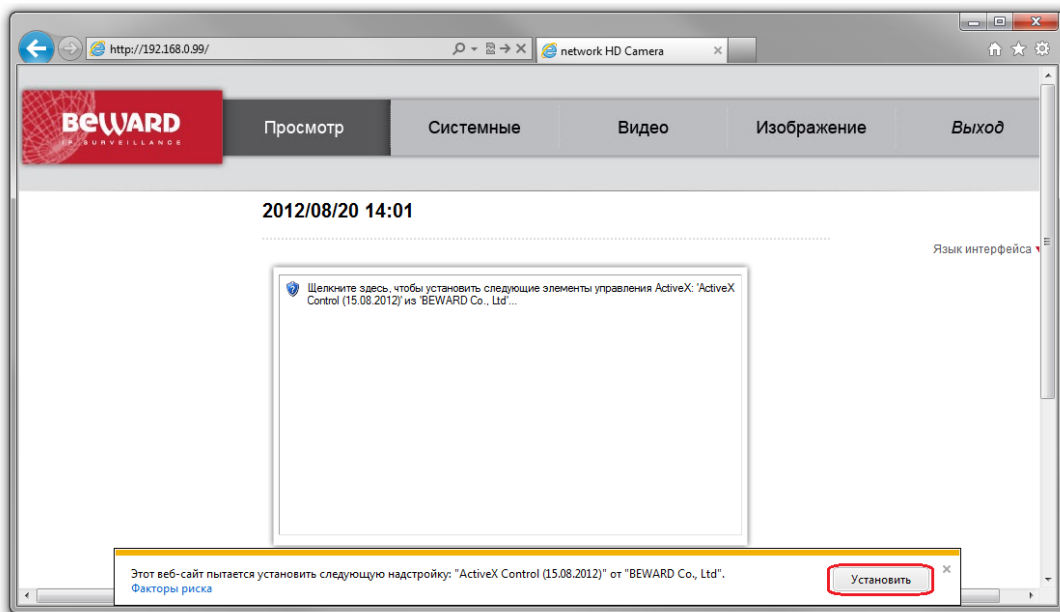 http://192.168.0.99/
network HD Camera
BEWARD
IP SURVEILLANCE
Просмотр
Системные
Видео
Изображение
Выход
2012/08/20 14:01
Язык интерфейса
Щелкните здесь, чтобы установить следующие элементы управления ActiveX: 'ActiveX
Control (15.08.2012)' из 'BEWARD Co., Ltd'...
Этот веб-сайт пытается установить следующую надстройку: "ActiveX Control (15.08.2012)" от "BEWARD Co., Ltd".
Факторы риска
Установить